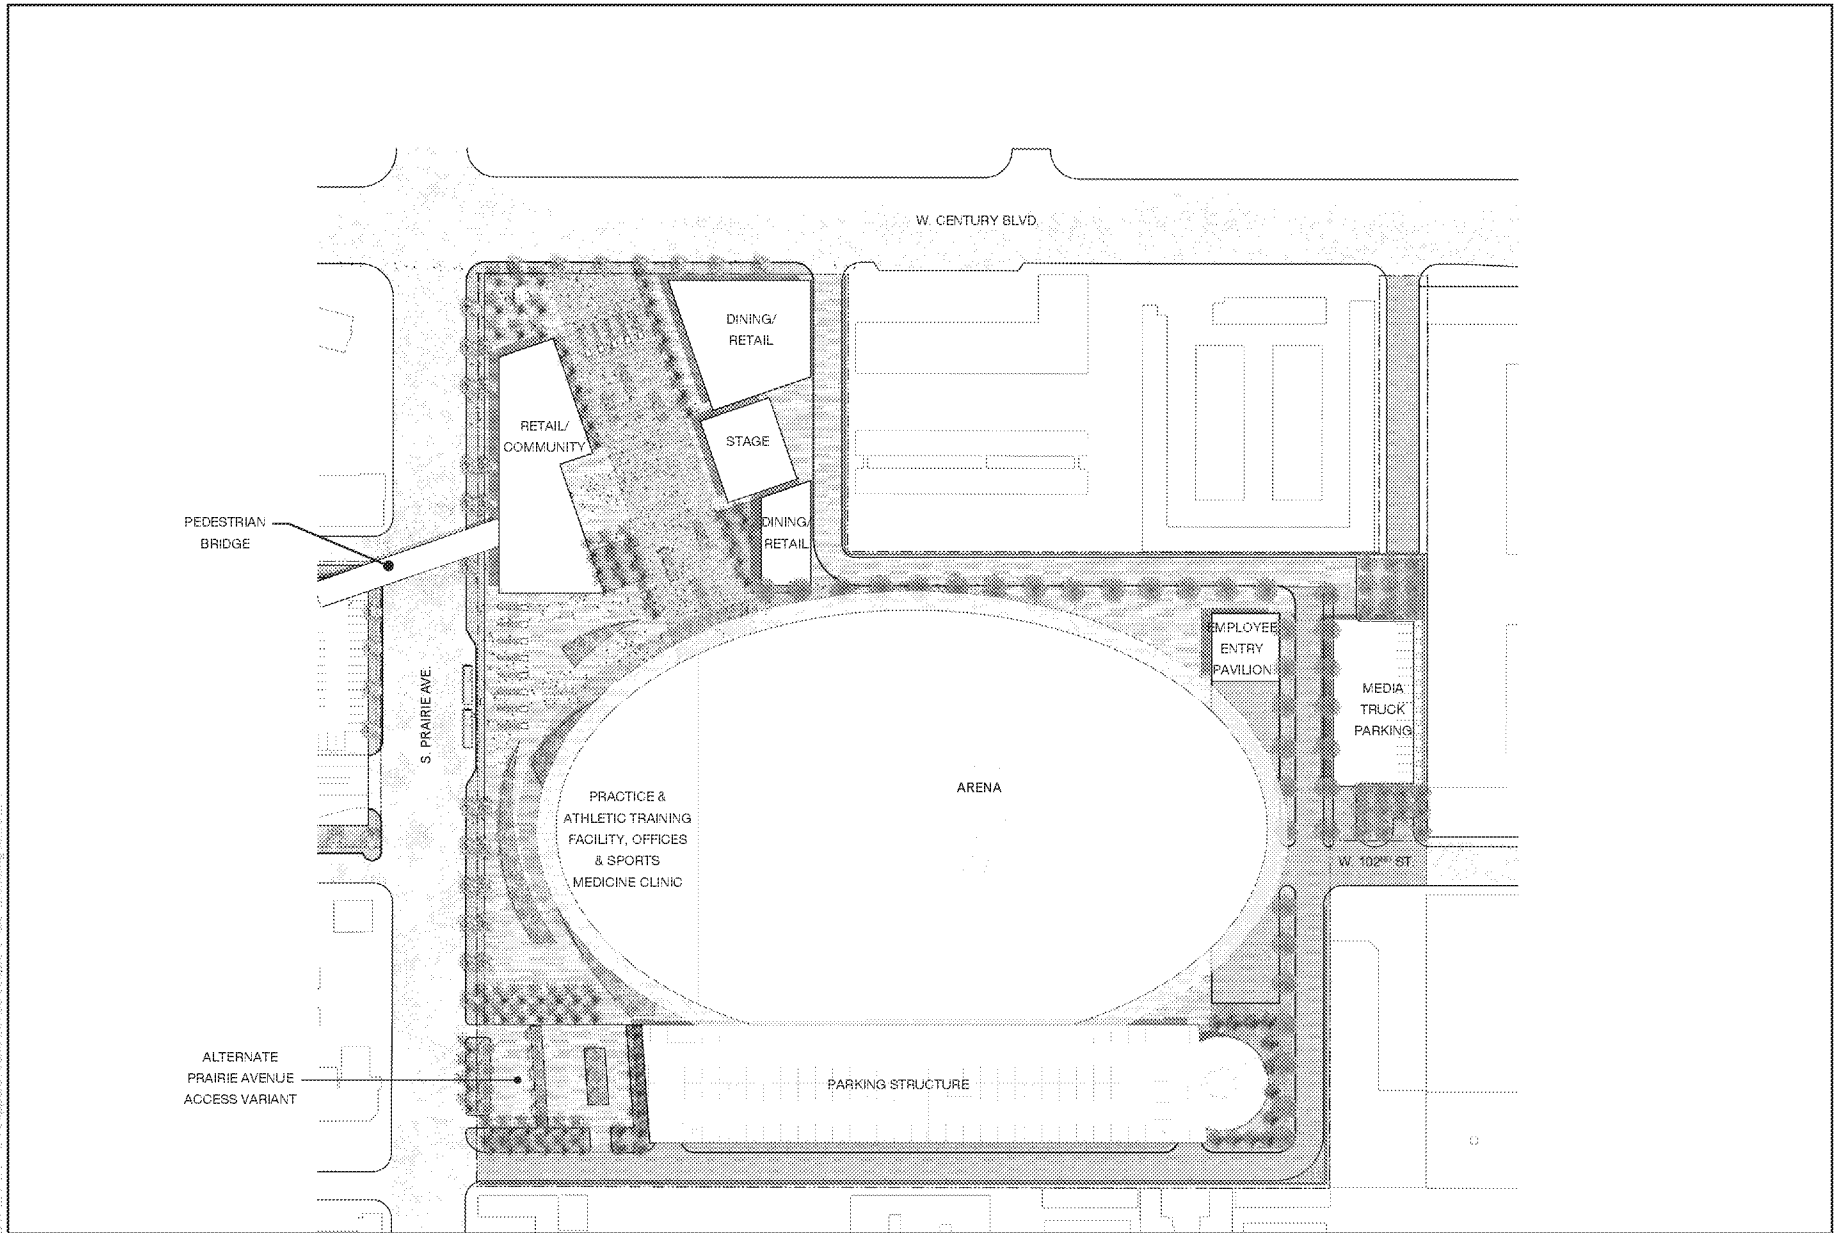 W. CENTURY BLVD.
DINING/
RETAIL
RETAIL/
COMMUNITY
STAGE
PEDESTRIAN
BRIDGE
DINING/
RETAIL
EMPLOYEE
ENTRY
PAVILION
S. PRAIRIE AVE.
MEDIA
TRUCK
PARKING
ARENA
PRACTICE &
ATHLETIC TRAINING
FACILITY, OFFICES
& SPORTS
MEDICINE CLINIC
W. 102ND ST.
ALTERNATE
PRAIRIE AVENUE
ACCESS VARIANT
PARKING STRUCTURE